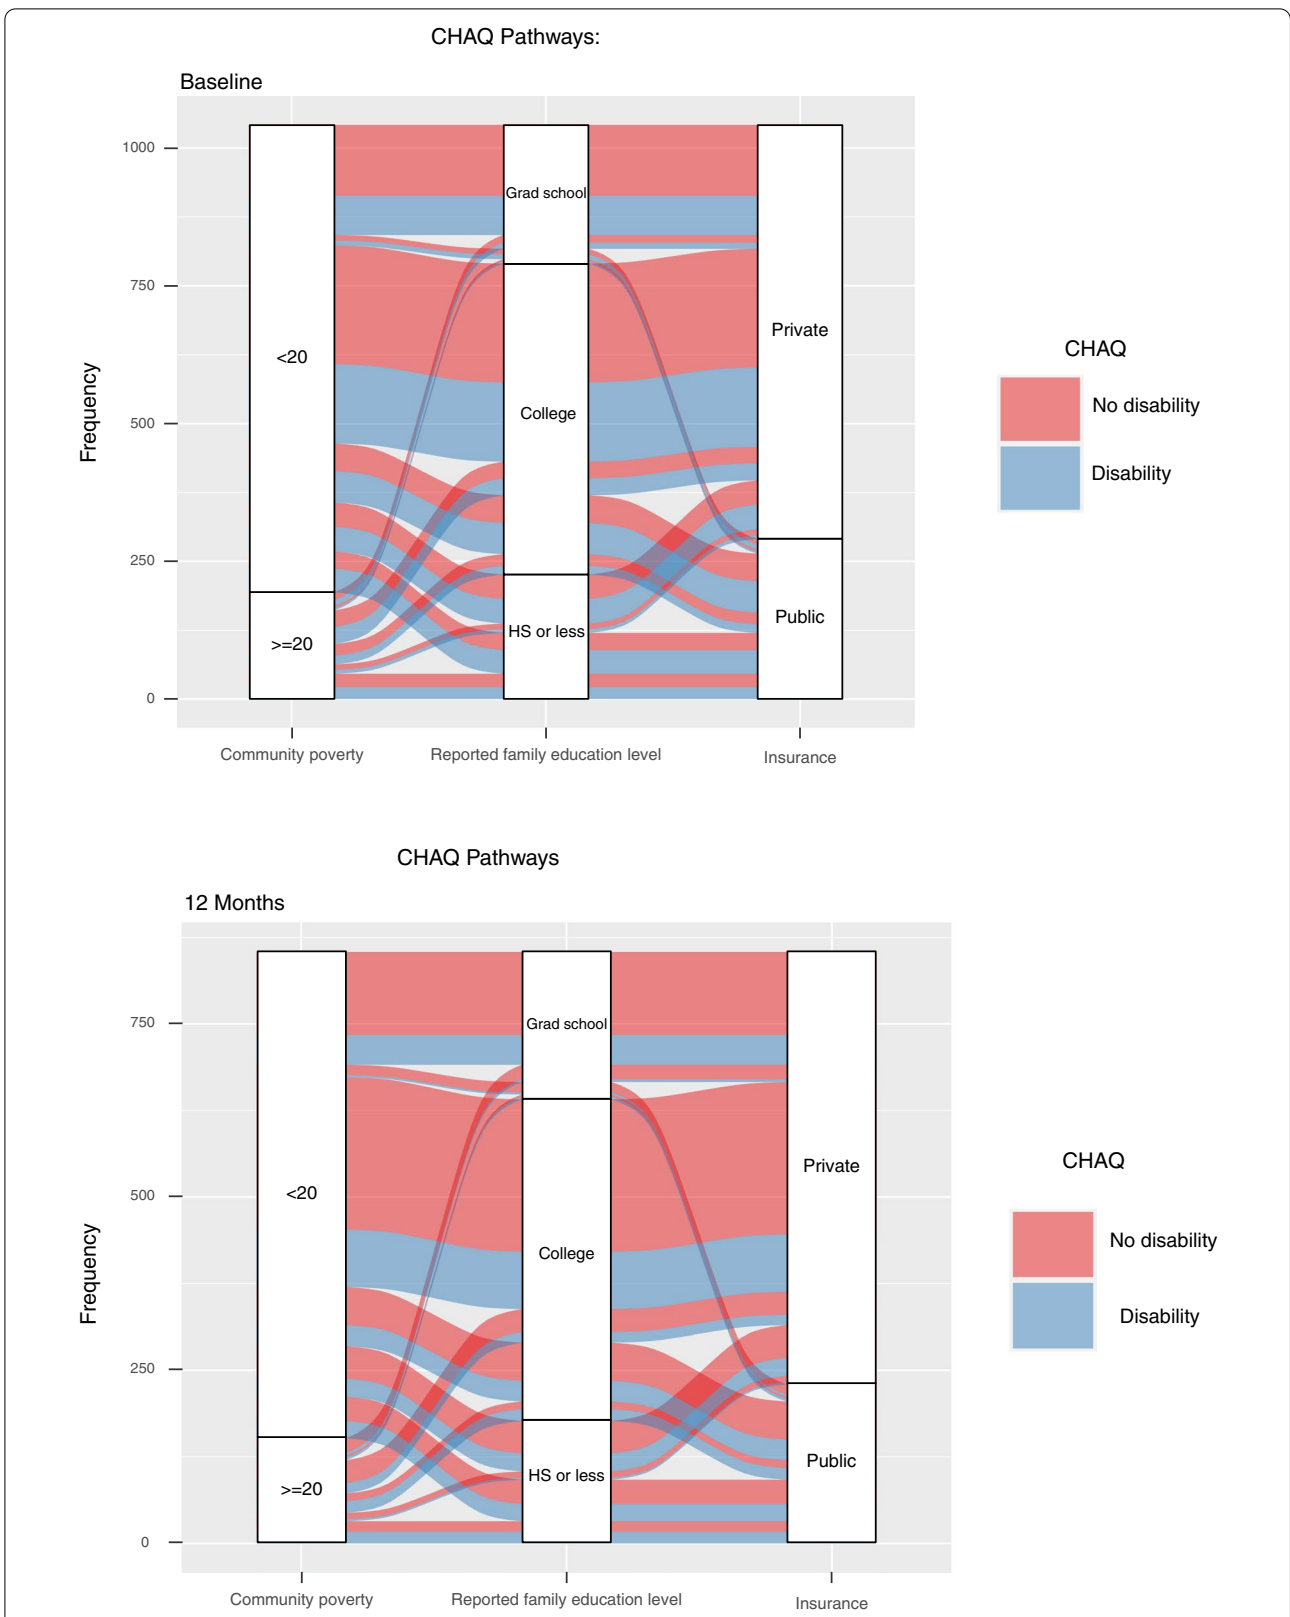 CHAQ Pathways:
Baseline
1000
750
500
250
0
Frequency
<20
>=20
Grad school
College
HS or less
Private
Public
Community poverty
Reported family education level
Insurance
CHAQ
No disability
Disability
CHAQ Pathways
12 Months
750
500
250
0
Frequency
<20
>=20
Grad school
College
HS or less
Private
Public
Community poverty
Reported family education level
Insurance
CHAQ
No disability
Disability